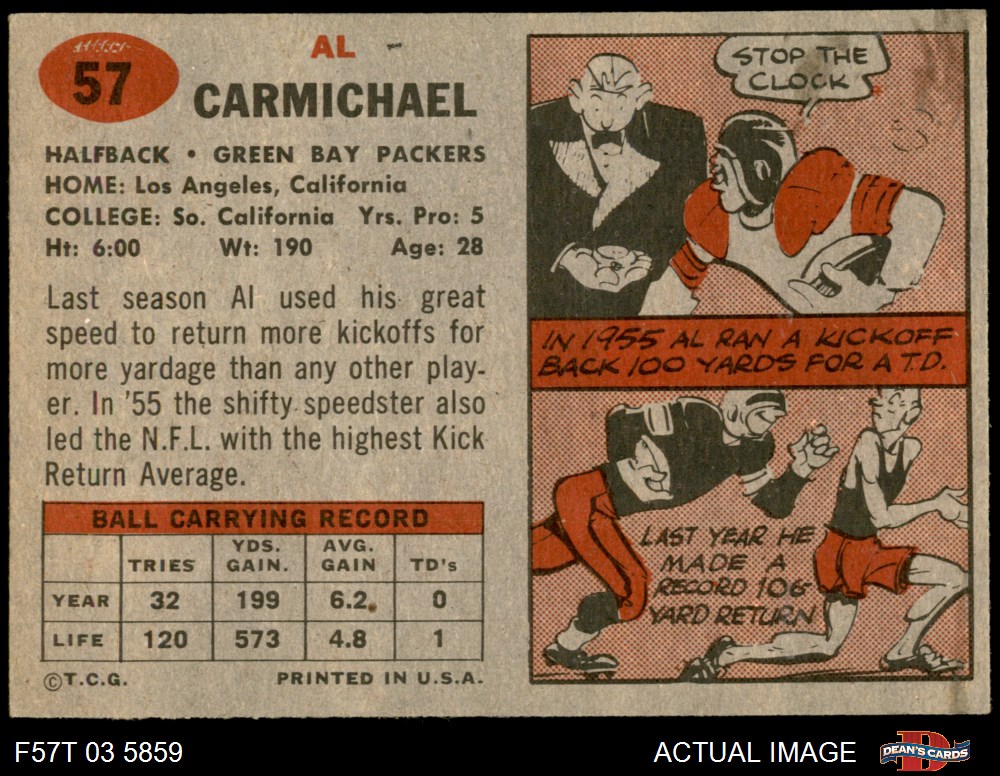 57
AL
CARMICHAEL
HALFBACK • GREEN BAY PACKERS
HOME: Los Angeles, California
COLLEGE: So. California Yrs. Pro: 5
Ht: 6:00 Wt: 190 Age: 28
Last season Al used his great
speed to return more kickoffs for
more yardage than any other play-
er. In '55 the shifty speedster also
led the N.F.L. with the highest Kick
Return Average.
BALL CARRYING RECORD
TRIES YDS. GAIN. AVG. GAIN TD's
YEAR 32 199 6.2 0
LIFE 120 573 4.8 1
©T.C.G. PRINTED IN U.S.A.
STOP THE
CLOCK
IN 1955 AL RAN A KICKOFF
BACK 100 YARDS FOR A T.D.
LAST YEAR HE
MADE A
RECORD 106
YARD RETURN
F57T 03 5859 ACTUAL IMAGE
DEAN'S CARDS